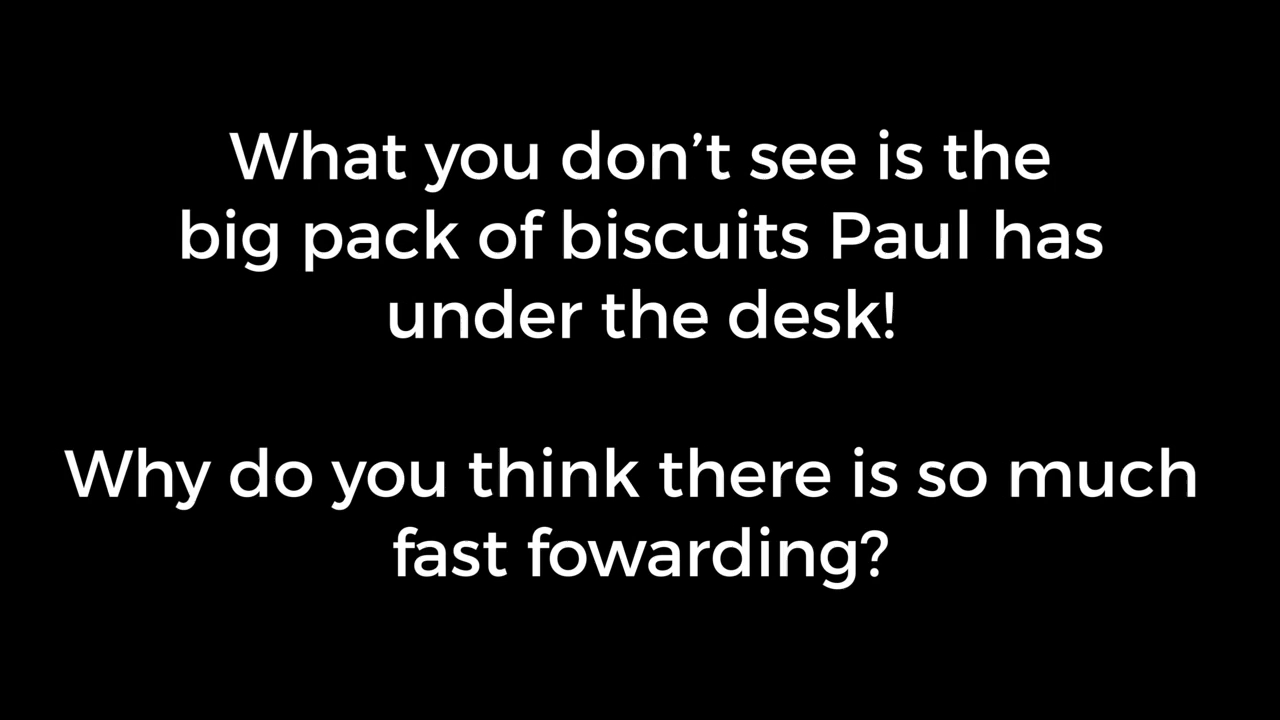 What you don’t see is the
big pack of biscuits Paul has
under the desk!
Why do you think there is so much
fast fowarding?